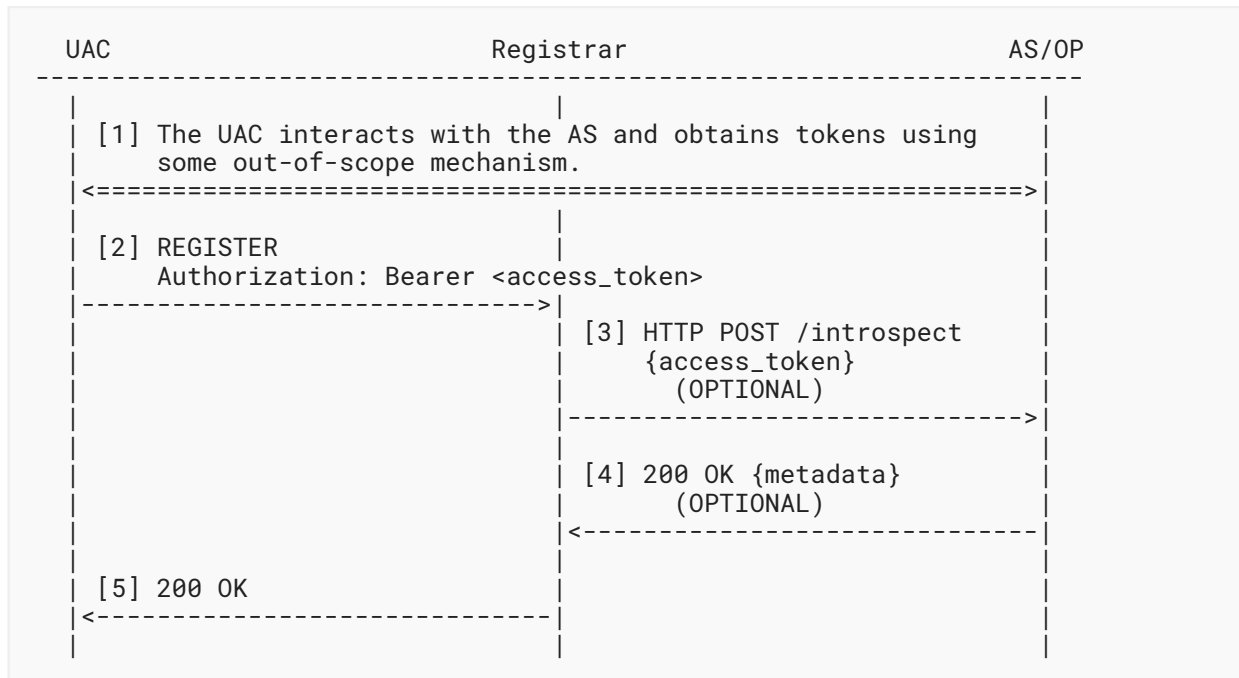 UAC Registrar AS/OP
[1] The UAC interacts with the AS and obtains tokens using
some out-of-scope mechanism.
[2] REGISTER
Authorization: Bearer <access_token>
[3] HTTP POST /introspect
{access_token}
(OPTIONAL)
[4] 200 OK {metadata}
(OPTIONAL)
[5] 200 OK